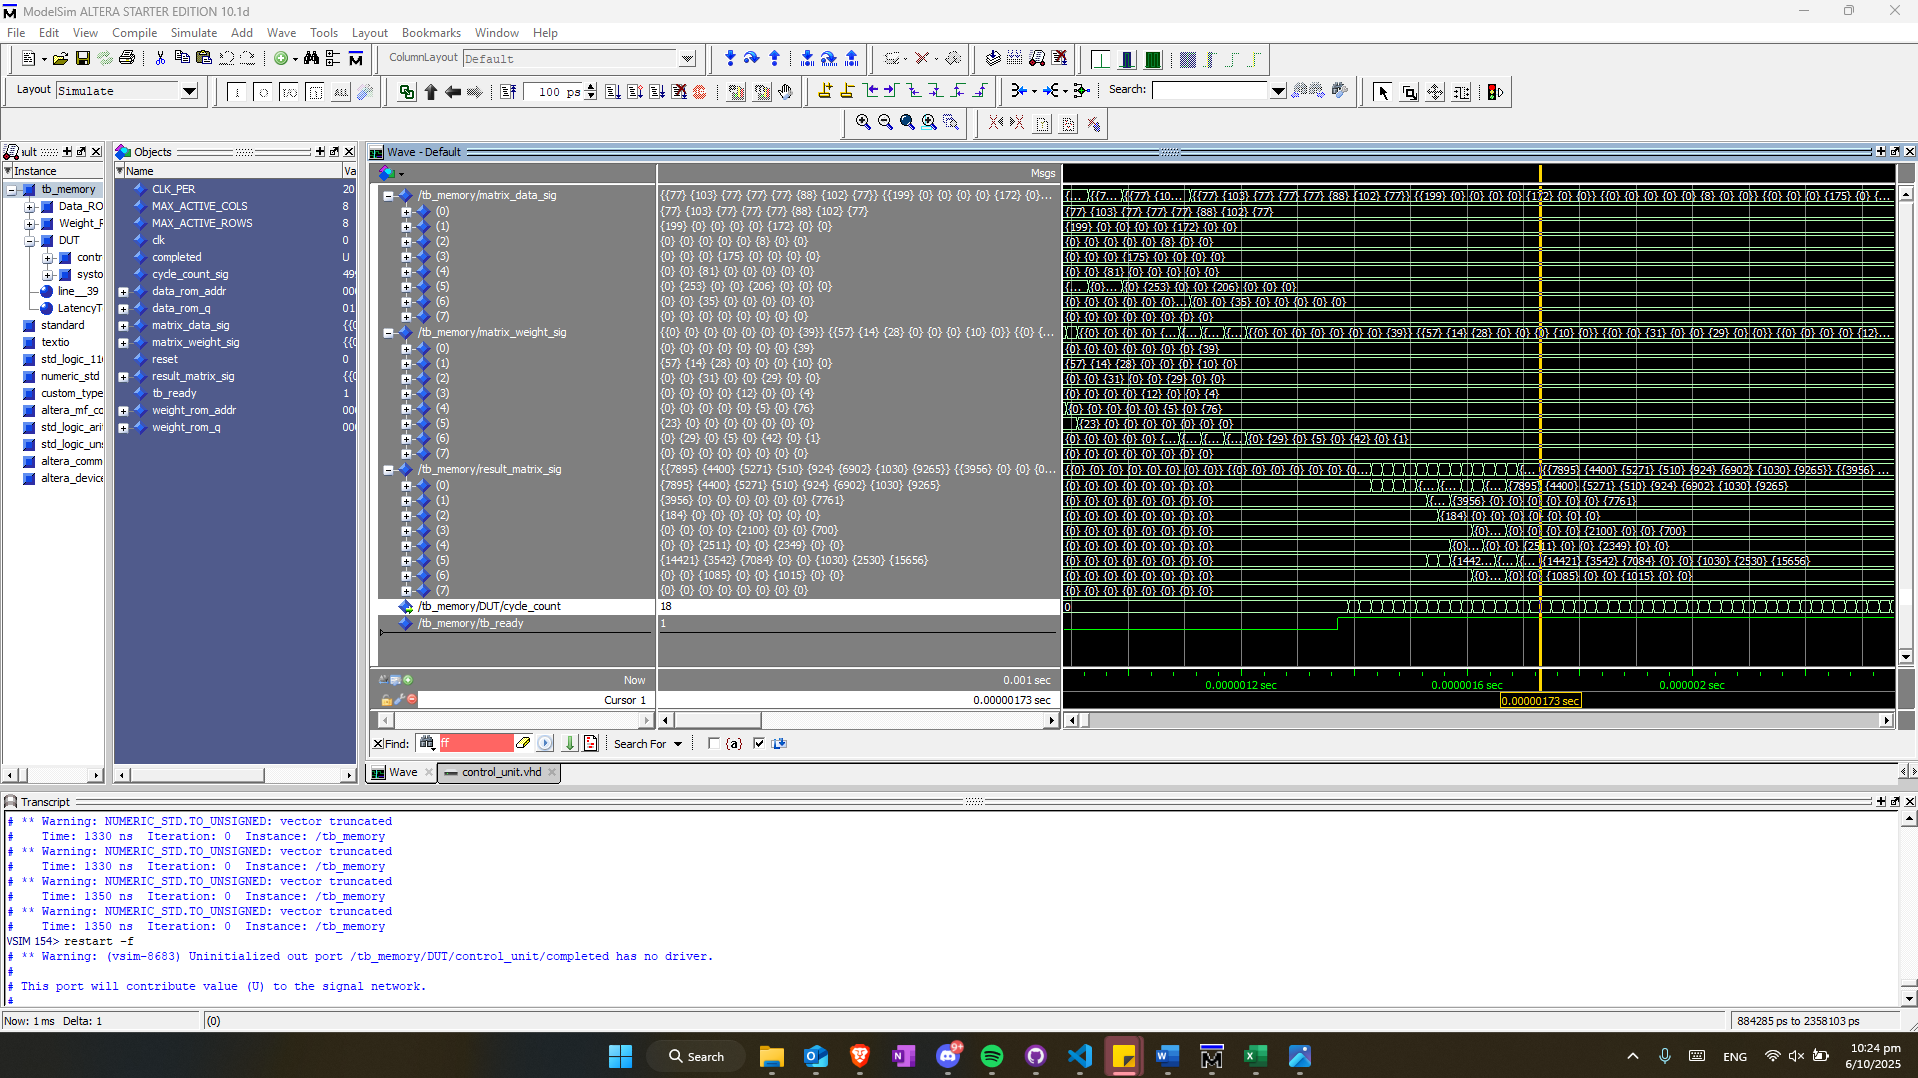 ModelSim ALTERA STARTER EDITION 10.1d
File Edit View Compile Simulate Add Wave Tools Layout Bookmarks Window Help
ColumnLayout Default
Layout Simulate
100 ps
Search:
ault
Objects
Wave - Default
Instance
Name
Va
Msgs
tb_memory
Data_RO
Weight_R
DUT
contr
systo
line__39
LatencyT
standard
textio
std_logic_11
numeric_std
custom_type
altera_mf_co
std_logic_ari
std_logic_uns
altera_comm
altera_device
CLK_PER 20
MAX_ACTIVE_COLS 8
MAX_ACTIVE_ROWS 8
clk 0
completed U
cycle_count_sig 499
data_rom_addr 000
data_rom_q 01
matrix_data_sig {{0
matrix_weight_sig {{0
reset 0
result_matrix_sig {{0
tb_ready 1
weight_rom_addr 000
weight_rom_q 000
/tb_memory/matrix_data_sig {{77} {103} {77} {77} {77} {88} {102} {77}} {{199} {0} {0} {0} {0} {172} {0}...
(0) {77} {103} {77} {77} {77} {88} {102} {77}
(1) {199} {0} {0} {0} {0} {172} {0} {0}
(2) {0} {0} {0} {0} {0} {8} {0} {0}
(3) {0} {0} {0} {175} {0} {0} {0} {0}
(4) {0} {0} {81} {0} {0} {0} {0} {0}
(5) {0} {253} {0} {0} {206} {0} {0} {0}
(6) {0} {0} {35} {0} {0} {0} {0} {0}
(7) {0} {0} {0} {0} {0} {0} {0} {0}
/tb_memory/matrix_weight_sig {{0} {0} {0} {0} {0} {0} {0} {39}} {{57} {14} {28} {0} {0} {0} {10} {0}} {{0} {...
(0) {0} {0} {0} {0} {0} {0} {0} {39}
(1) {57} {14} {28} {0} {0} {0} {10} {0}
(2) {0} {0} {31} {0} {0} {29} {0} {0}
(3) {0} {0} {0} {0} {12} {0} {0} {4}
(4) {0} {0} {0} {0} {0} {5} {0} {76}
(5) {23} {0} {0} {0} {0} {0} {0} {0}
(6) {0} {29} {0} {5} {0} {42} {0} {1}
(7) {0} {0} {0} {0} {0} {0} {0} {0}
/tb_memory/result_matrix_sig {{7895} {4400} {5271} {510} {924} {6902} {1030} {9265}} {{3956} {0} {0} {0...
(0) {7895} {4400} {5271} {510} {924} {6902} {1030} {9265}
(1) {3956} {0} {0} {0} {0} {0} {0} {7761}
(2) {184} {0} {0} {0} {0} {0} {0} {0}
(3) {0} {0} {0} {0} {2100} {0} {0} {700}
(4) {0} {0} {2511} {0} {0} {2349} {0} {0}
(5) {14421} {3542} {7084} {0} {0} {1030} {2530} {15656}
(6) {0} {0} {1085} {0} {0} {1015} {0} {0}
(7) {0} {0} {0} {0} {0} {0} {0} {0}
/tb_memory/DUT/cycle_count 18
/tb_memory/tb_ready 1
Now 0.001 sec
Cursor 1 0.00000173 sec
0.0000012 sec 0.0000016 sec 0.000002 sec
0.00000173 sec
Find: ff Search For {a}
Wave control_unit.vhd
Transcript
# ** Warning: NUMERIC_STD.TO_UNSIGNED: vector truncated
#    Time: 1330 ns  Iteration: 0  Instance: /tb_memory
# ** Warning: NUMERIC_STD.TO_UNSIGNED: vector truncated
#    Time: 1330 ns  Iteration: 0  Instance: /tb_memory
# ** Warning: NUMERIC_STD.TO_UNSIGNED: vector truncated
#    Time: 1350 ns  Iteration: 0  Instance: /tb_memory
# ** Warning: NUMERIC_STD.TO_UNSIGNED: vector truncated
#    Time: 1350 ns  Iteration: 0  Instance: /tb_memory
VSIM 154> restart -f
# ** Warning: (vsim-8683) Uninitialized out port /tb_memory/DUT/control_unit/completed has no driver.
#
# This port will contribute value (U) to the signal network.
#
Now: 1 ms Delta: 1 (0) 884285 ps to 2358103 ps
Search 9+ ENG 10:24 pm
6/10/2025